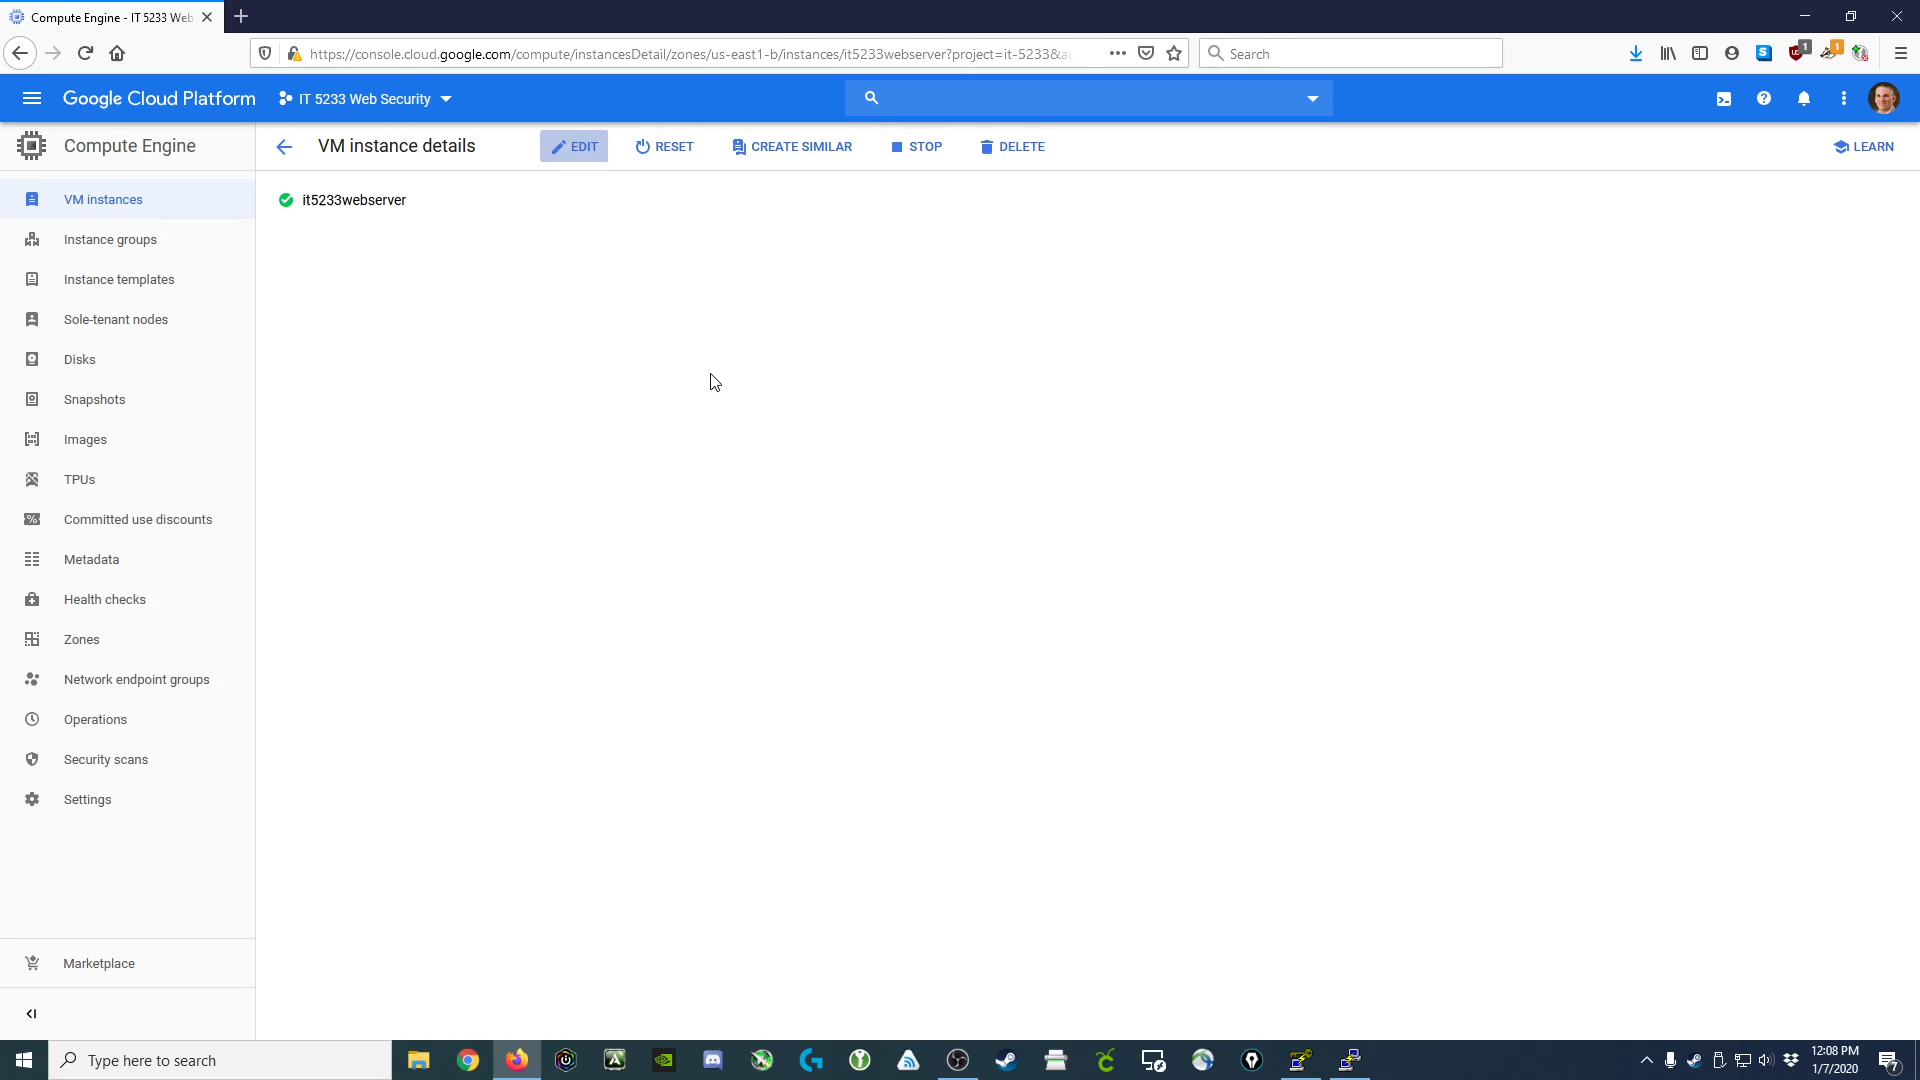 Compute Engine - IT 5233 Web
https://console.cloud.google.com/compute/instancesDetail/zones/us-east1-b/instances/it5233webserver?project=it-5233&
Search
1
1
Google Cloud Platform
IT 5233 Web Security
Compute Engine
VM instance details
EDIT
RESET
CREATE SIMILAR
STOP
DELETE
LEARN
VM instances
it5233webserver
Instance groups
Instance templates
Sole-tenant nodes
Disks
Snapshots
Images
TPUs
Committed use discounts
Metadata
Health checks
Zones
Network endpoint groups
Operations
Security scans
Settings
Marketplace
Type here to search
12:08 PM
1/7/2020
7